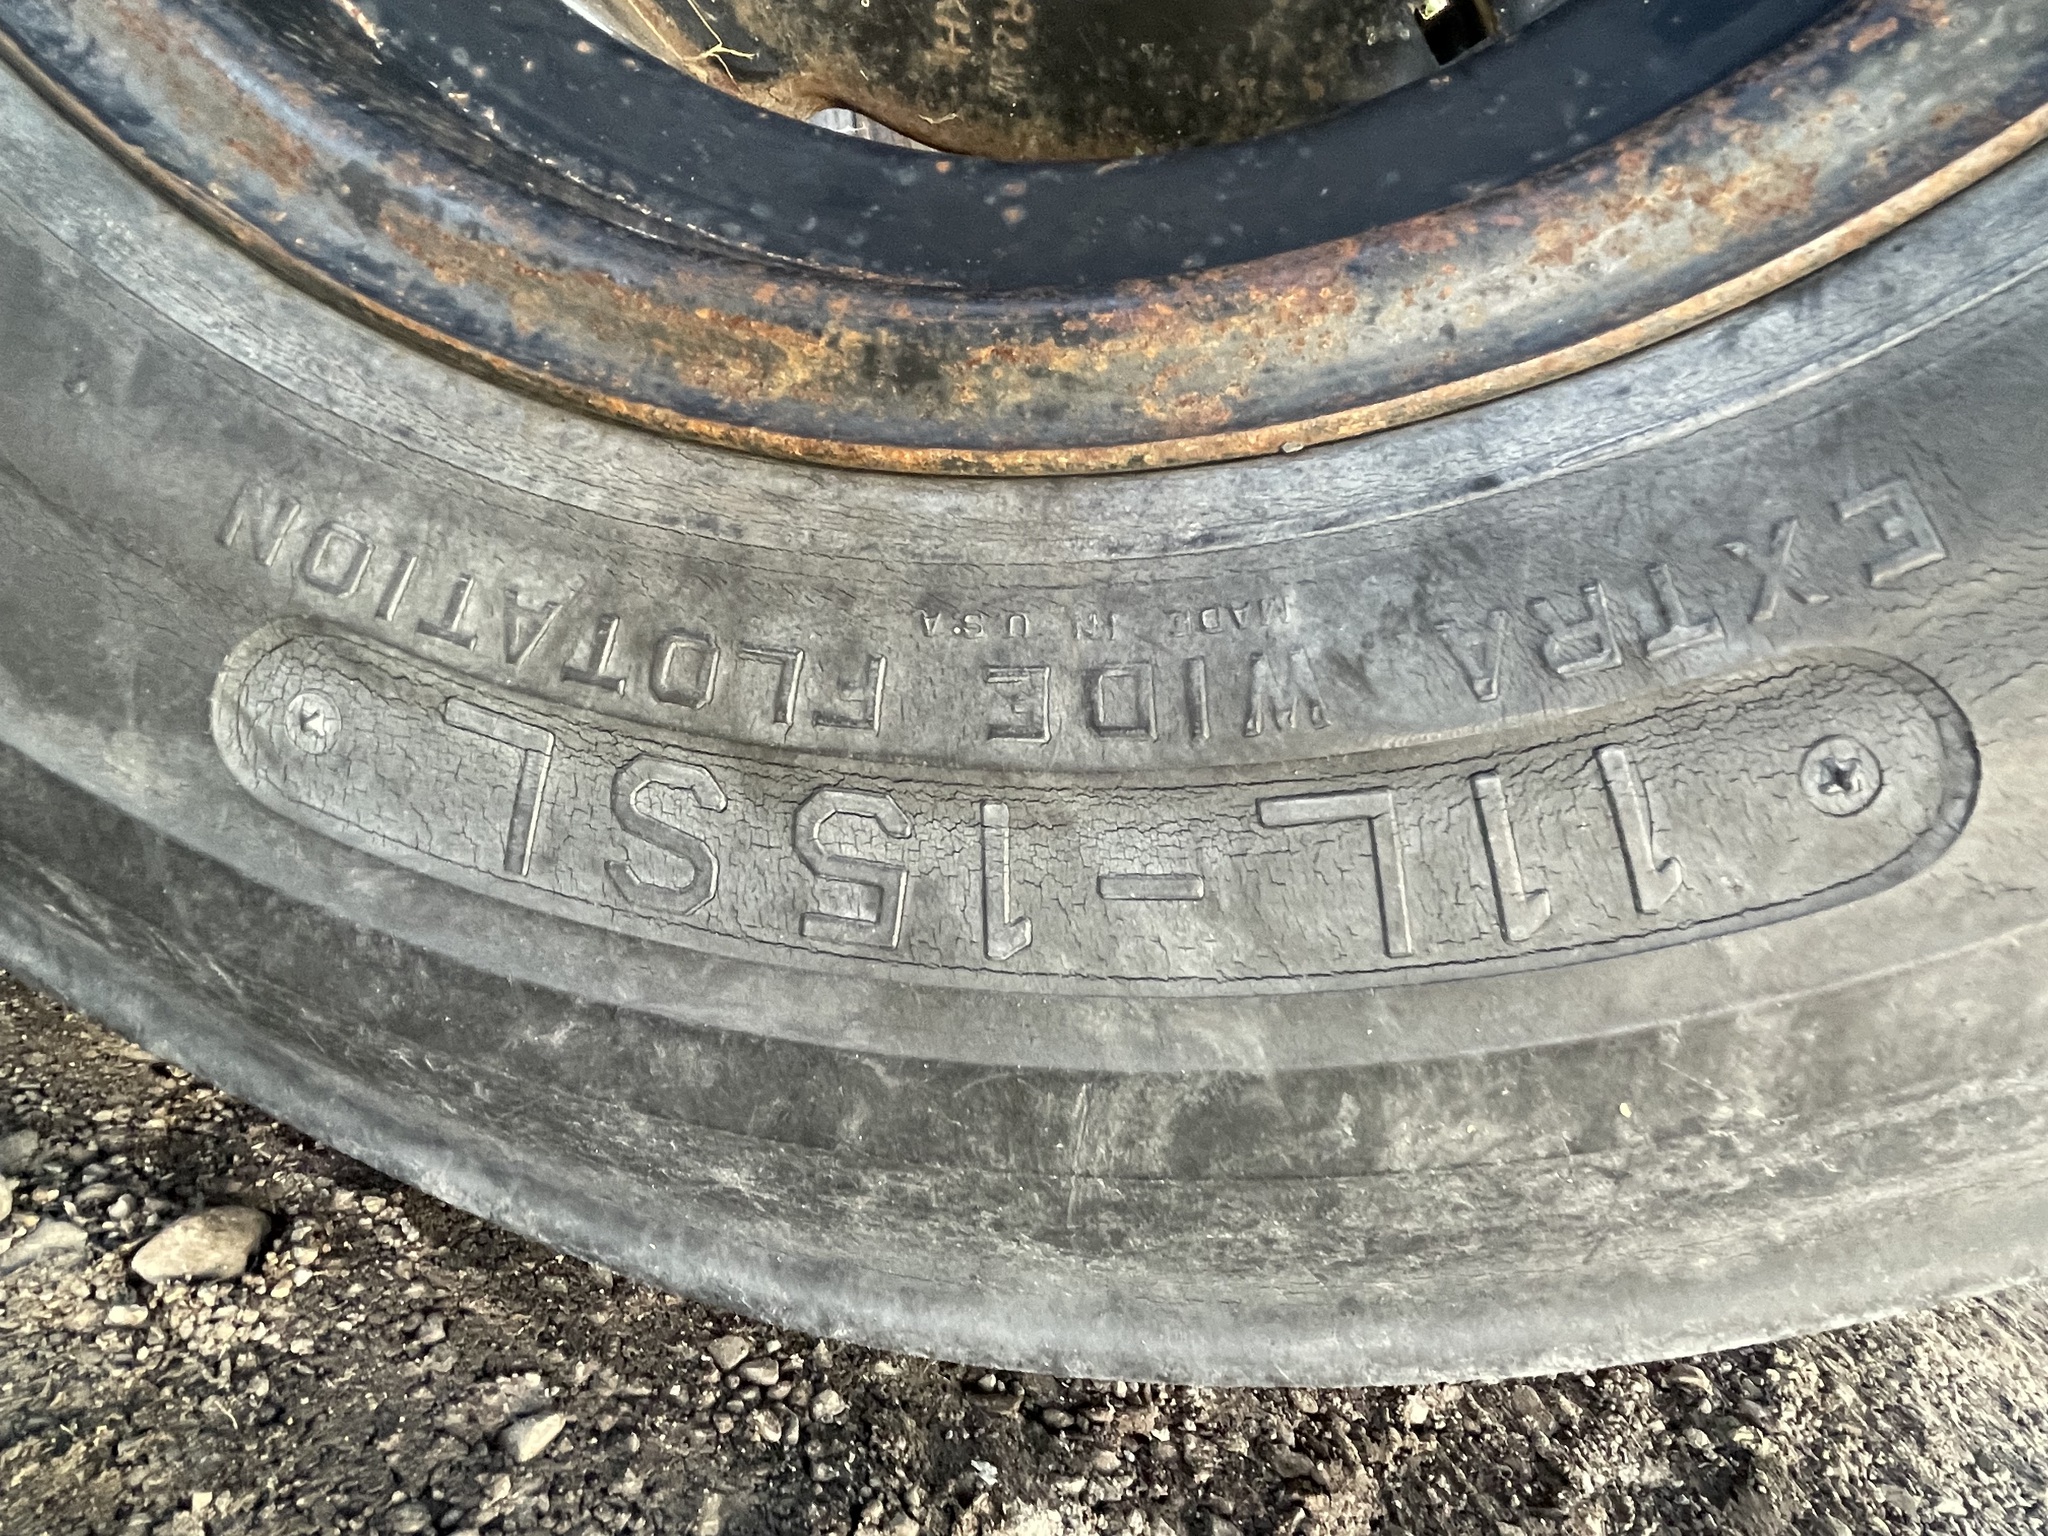 EXTRA WIDE FLOTATION
MADE IN U.S.A
11L-15SL